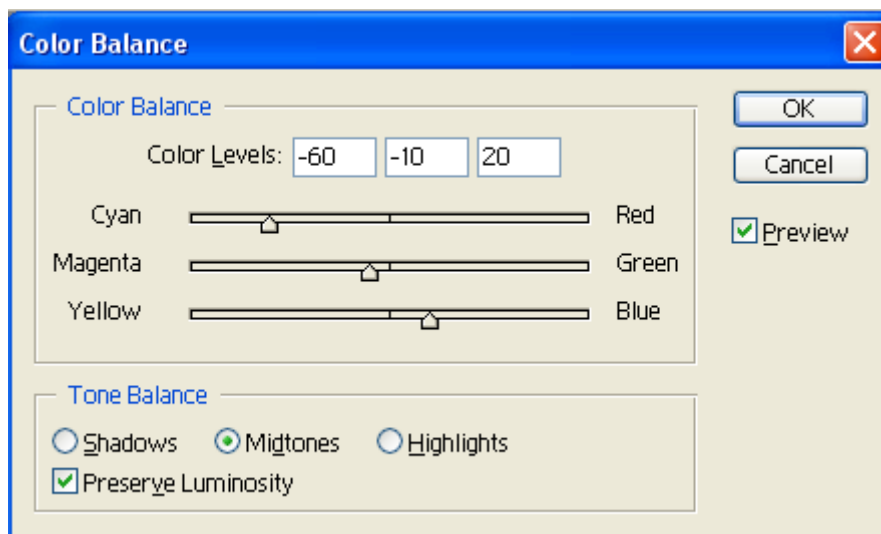 Color Balance
Color Balance
Color Levels: -60 -10 20
Cyan Red
Magenta Green
Yellow Blue
Tone Balance
Shadows Midtones Highlights
Preserve Luminosity
OK
Cancel
Preview